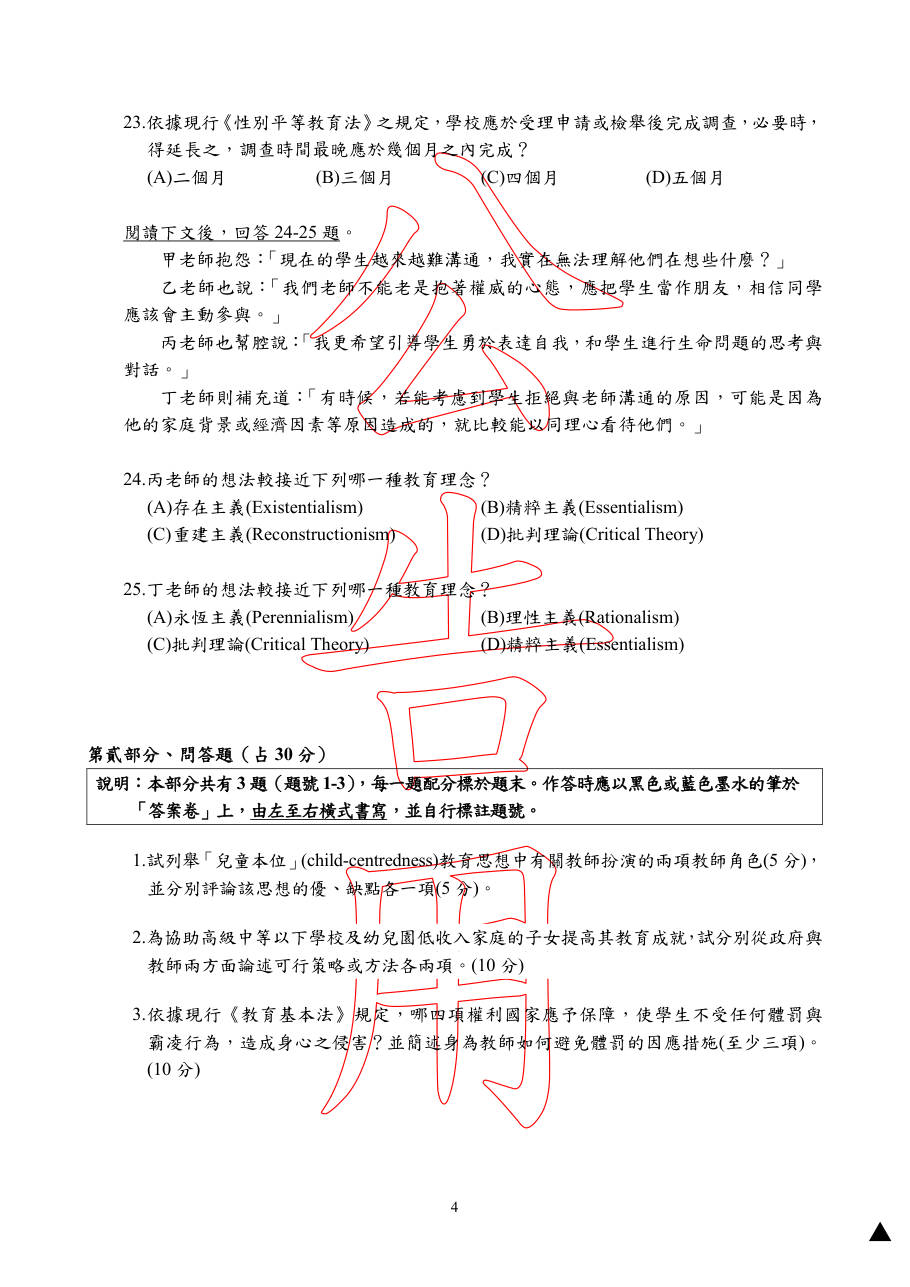 23.依據現行《性別平等教育法》之規定，學校應於受理申請或檢舉後完成調查，必要時，
得延長之，調查時間最晚應於幾個月之內完成？
(A)二個月 (B)三個月 (C)四個月 (D)五個月
閱讀下文後，回答 24-25 題。
甲老師抱怨：「現在的學生越來越難溝通，我實在無法理解他們在想些什麼？」
乙老師也說：「我們老師不能老是抱著權威的心態，應把學生當作朋友，相信同學
應該會主動參與。」
丙老師也幫腔說：「我更希望引導學生勇於表達自我，和學生進行生命問題的思考與
對話。」
丁老師則補充道：「有時候，若能考慮到學生拒絕與老師溝通的原因，可能是因為
他的家庭背景或經濟因素等原因造成的，就比較能以同理心看待他們。」
24.丙老師的想法較接近下列哪一種教育理念？
(A)存在主義(Existentialism) (B)精粹主義(Essentialism)
(C)重建主義(Reconstructionism) (D)批判理論(Critical Theory)
25.丁老師的想法較接近下列哪一種教育理念？
(A)永恆主義(Perennialism) (B)理性主義(Rationalism)
(C)批判理論(Critical Theory) (D)精粹主義(Essentialism)
第貳部分、問答題（占 30 分）
說明：本部分共有 3 題（題號 1-3），每一題配分標於題末。作答時應以黑色或藍色墨水的筆於
「答案卷」上，由左至右橫式書寫，並自行標註題號。
1.試列舉「兒童本位」(child-centredness)教育思想中有關教師扮演的兩項教師角色(5 分)，
並分別評論該思想的優、缺點各一項(5 分)。
2.為協助高級中等以下學校及幼兒園低收入家庭的子女提高其教育成就，試分別從政府與
教師兩方面論述可行策略或方法各兩項。(10 分)
3.依據現行《教育基本法》規定，哪四項權利國家應予保障，使學生不受任何體罰與
霸凌行為，造成身心之侵害？並簡述身為教師如何避免體罰的因應措施(至少三項)。
(10 分)
公告用
4